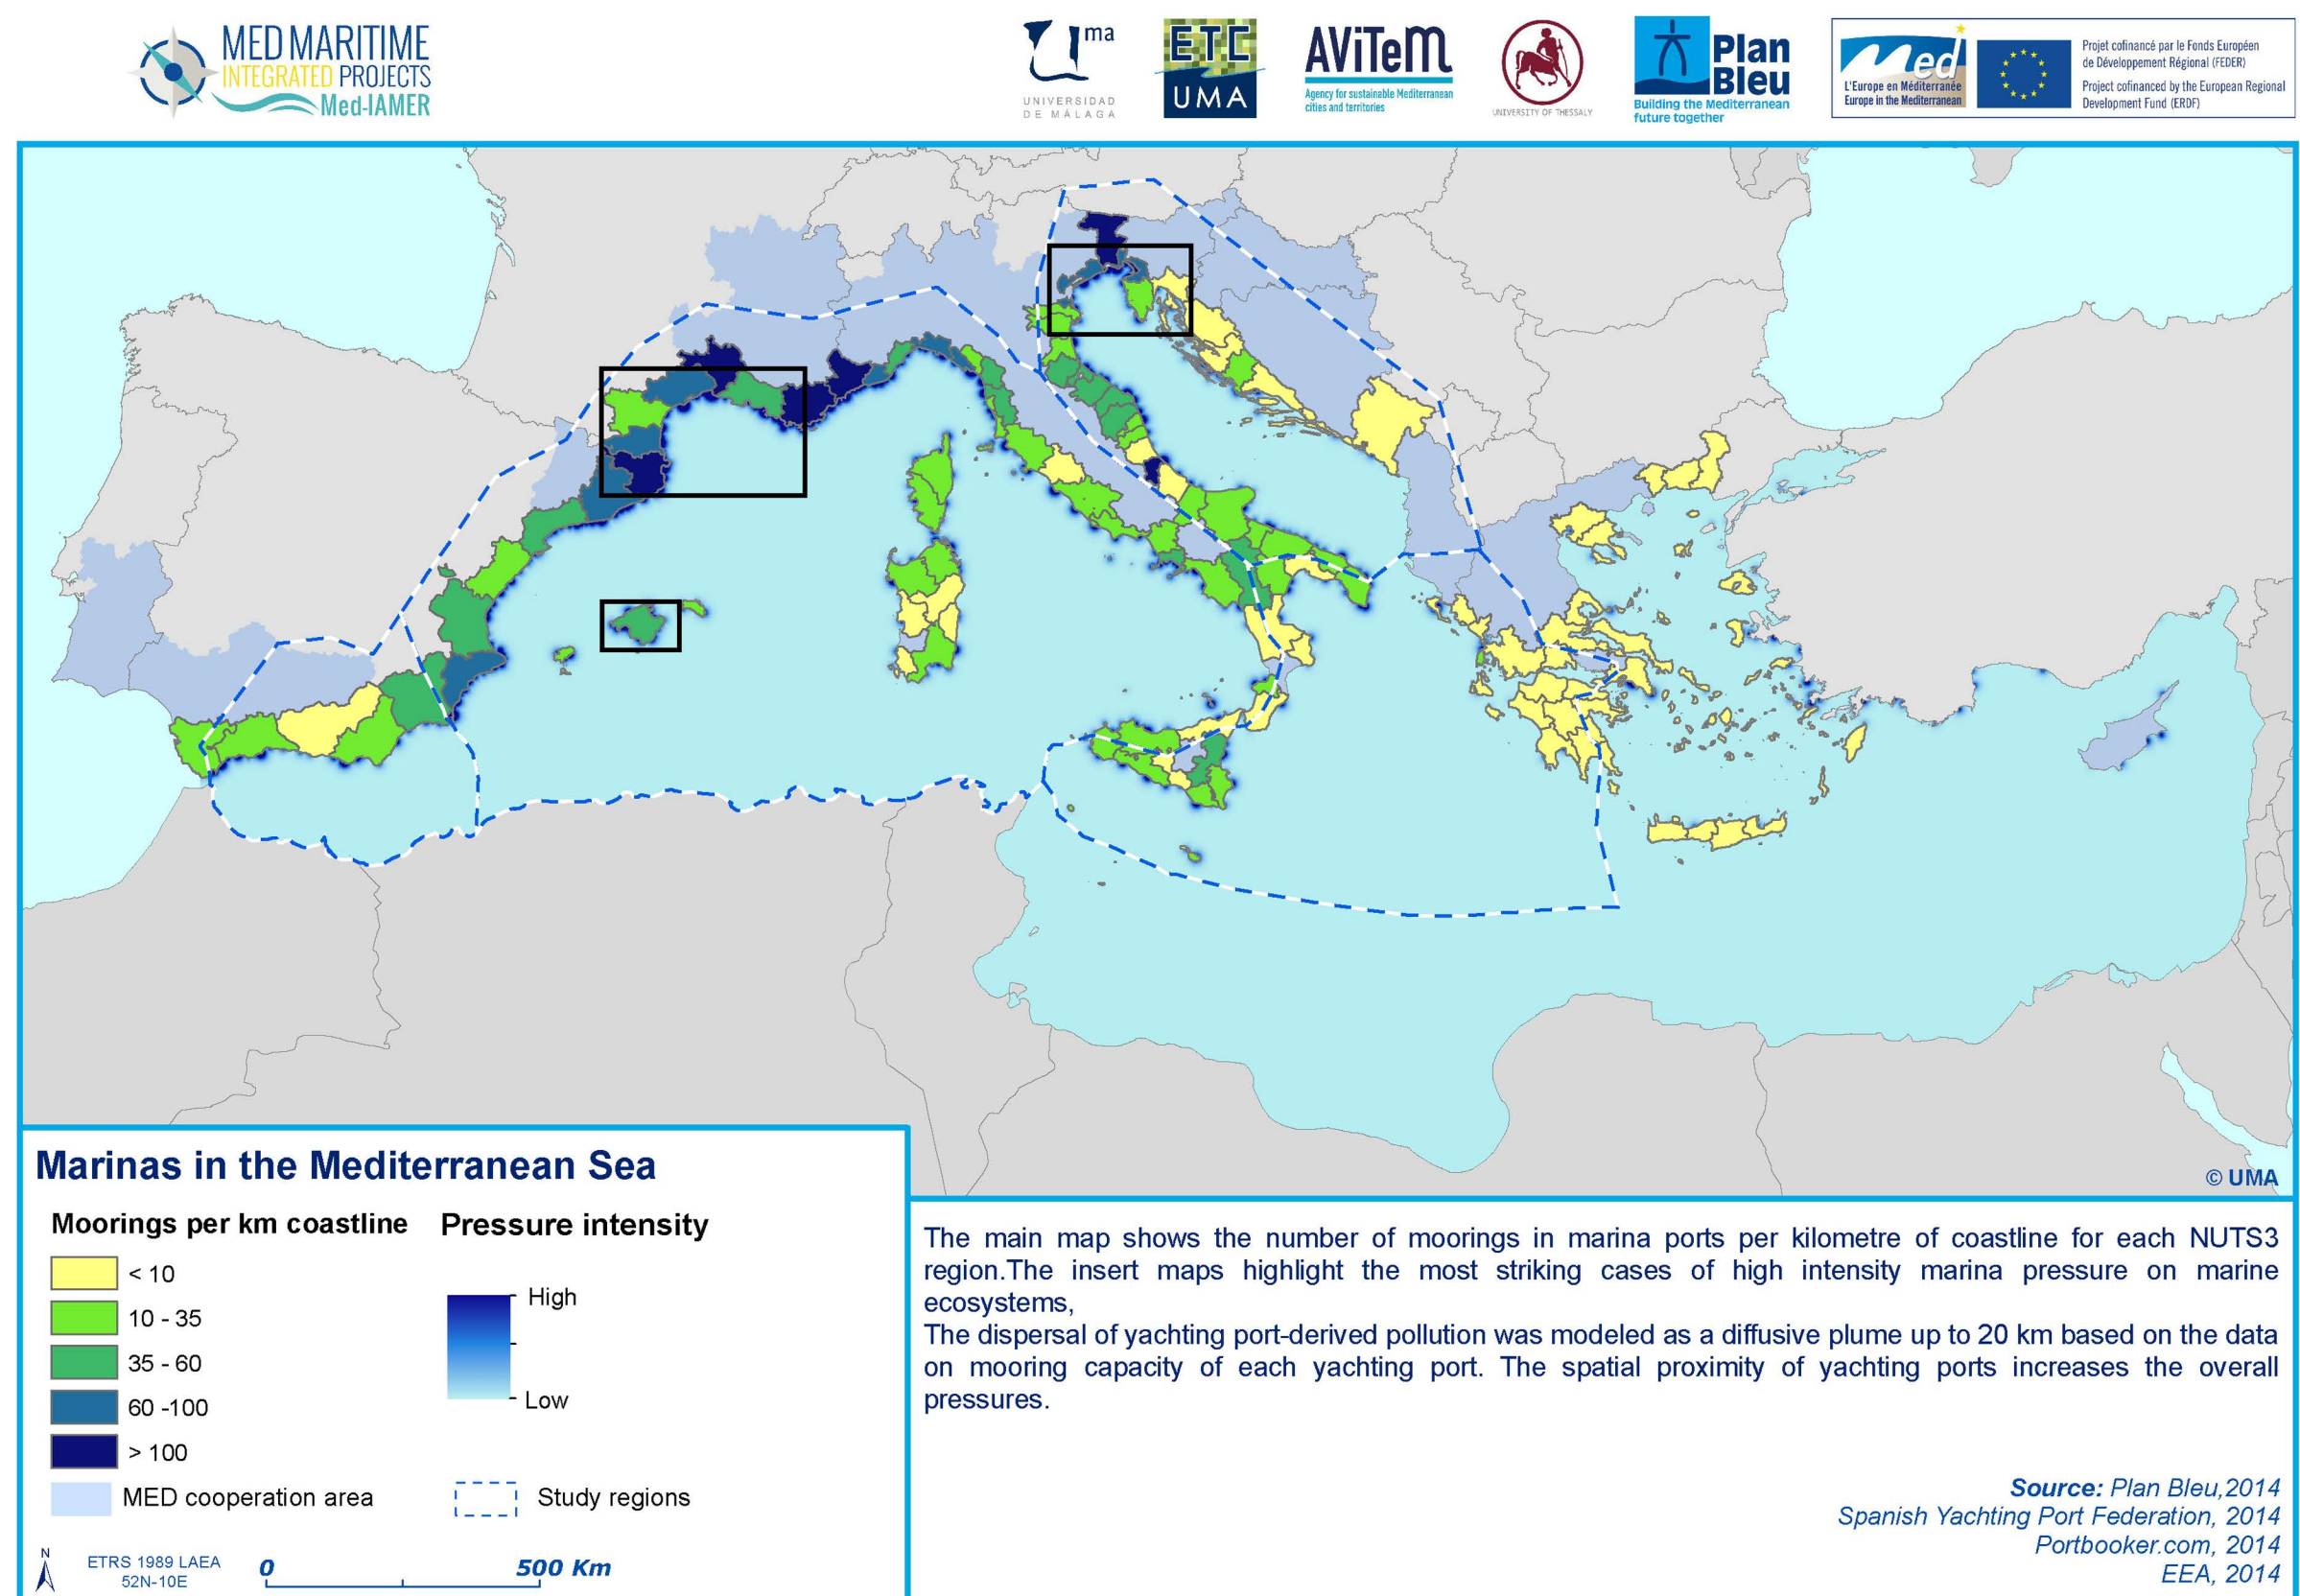 MED MARITIME
INTEGRATED PROJECTS
Med-IAMER
uma
UNIVERSIDAD
DE MÁLAGA
ETC
UMA
AViTeM
Agency for sustainable Mediterranean
cities and territories
UNIVERSITY OF THESSALY
Plan
Bleu
Building the Mediterranean
future together
Med
L'Europe en Méditerranée
Europe in the Mediterranean
Projet cofinancé par le Fonds Européen
de Développement Régional (FEDER)
Project cofinanced by the European Regional
Development Fund (ERDF)
© UMA
Marinas in the Mediterranean Sea
Moorings per km coastline
< 10
10 - 35
35 - 60
60 -100
> 100
MED cooperation area
Pressure intensity
High
Low
Study regions
N
ETRS 1989 LAEA
52N-10E
0 500 Km
The main map shows the number of moorings in marina ports per kilometre of coastline for each NUTS3
region.The insert maps highlight the most striking cases of high intensity marina pressure on marine
ecosystems,
The dispersal of yachting port-derived pollution was modeled as a diffusive plume up to 20 km based on the data
on mooring capacity of each yachting port. The spatial proximity of yachting ports increases the overall
pressures.
Source: Plan Bleu,2014
Spanish Yachting Port Federation, 2014
Portbooker.com, 2014
EEA, 2014